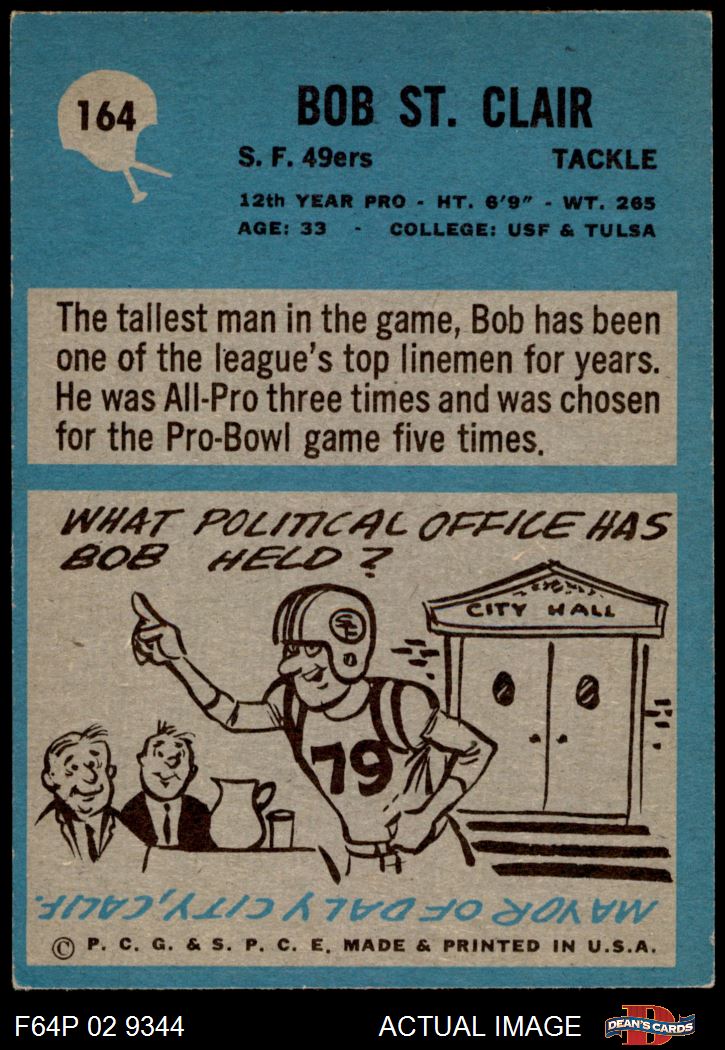 164
BOB ST. CLAIR
S. F. 49ers TACKLE
12th YEAR PRO - HT. 6'9" - WT. 265
AGE: 33 - COLLEGE: USF & TULSA
The tallest man in the game, Bob has been
one of the league's top linemen for years.
He was All-Pro three times and was chosen
for the Pro-Bowl game five times.
WHAT POLITICAL OFFICE HAS
BOB HELD?
CITY HALL
SF
79
MAYOR OF DALY CITY, CALIF.
© P. C. G. & S. P. C. E. MADE & PRINTED IN U.S.A.
F64P 02 9344 ACTUAL IMAGE
D
DEAN'S CARDS